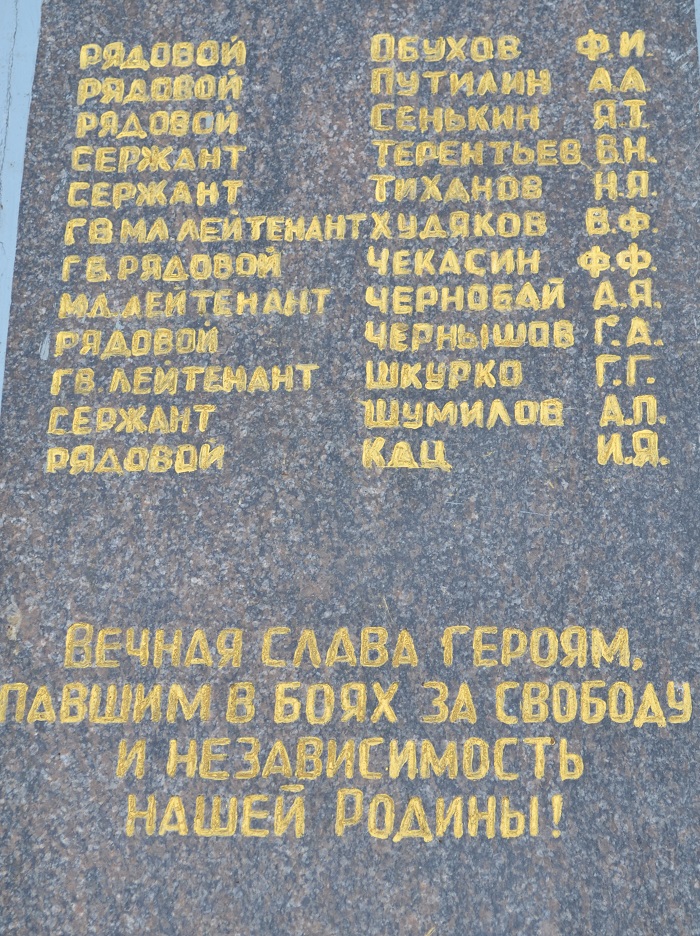 РЯДОВОЙ ОБУХОВ Ф.И.
РЯДОВОЙ ПУТИЛИН А.А
РЯДОВОЙ СЕНЬКИН Я.Т.
СЕРЖАНТ ТЕРЕНТЬЕВ В.Н.
СЕРЖАНТ ТИХАНОВ Н.Я.
ГВ МЛ.ЛЕЙТЕНАНТ ХУДЯКОВ В.Ф.
ГВ.РЯДОВОЙ ЧЕКАСИН Ф.Ф.
МЛ.ЛЕЙТЕНАНТ ЧЕРНОБАЙ А.Я.
РЯДОВОЙ ЧЕРНЫШОВ Г.А.
ГВ.ЛЕЙТЕНАНТ ШКУРКО Г.Г.
СЕРЖАНТ ШУМИЛОВ А.П.
РЯДОВОЙ КАЦ И.Я.
ВЕЧНАЯ СЛАВА ГЕРОЯМ,
ПАВШИМ В БОЯХ ЗА СВОБОДУ
И НЕЗАВИСИМОСТЬ
НАШЕЙ РОДИНЫ!